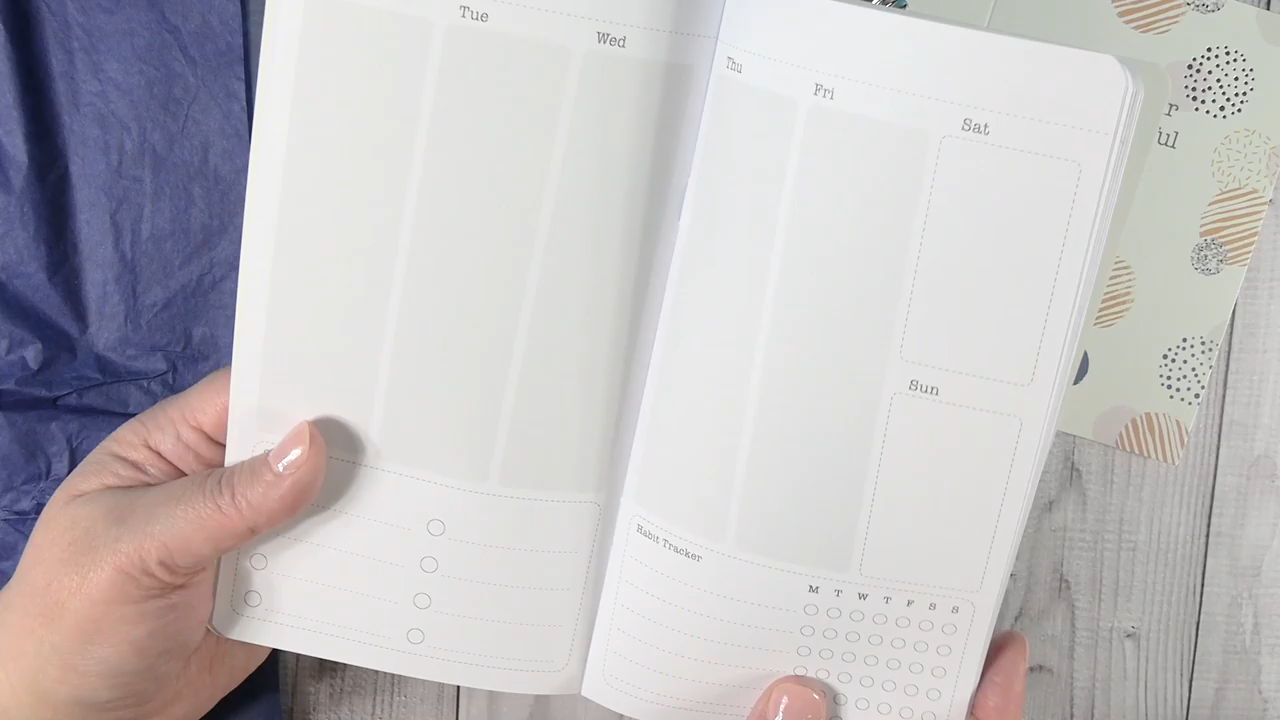 Tue
Wed
Thu
Fri
Sat
Sun
Habit Tracker
M T W T F S S